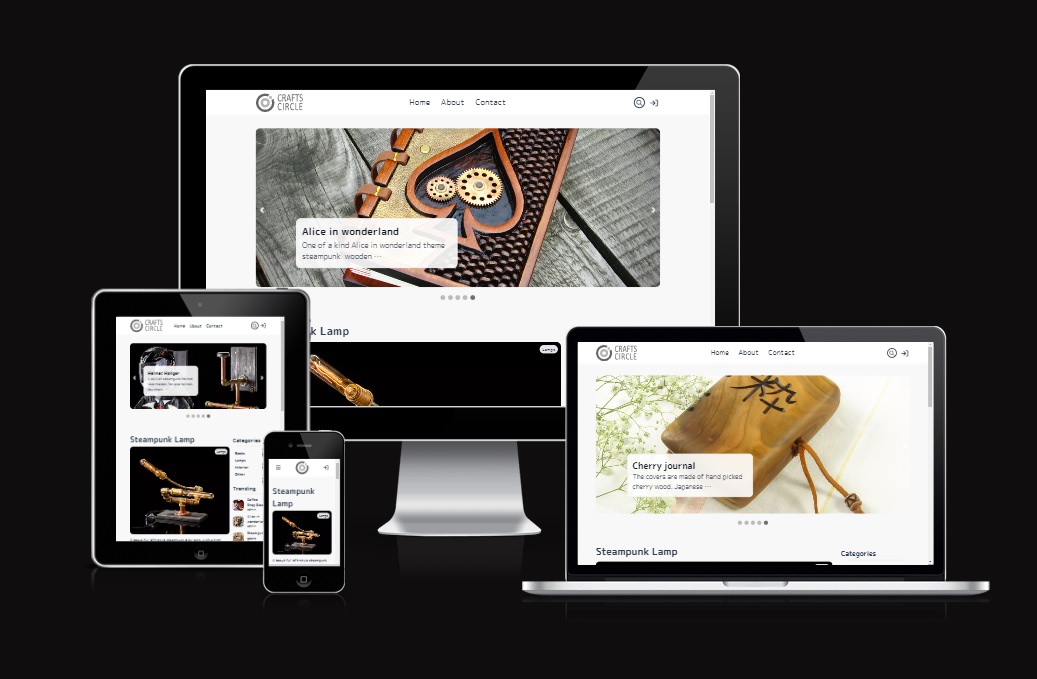 CRAFTS
CIRCLE
Home About Contact
Alice in wonderland
One of a kind Alice in wonderland theme
steampunk wooden ···
k Lamp
Lamps
CRAFTS
CIRCLE
Home About Contact
Helmet Hanger
Steampunk Lamp
Lamps
Categories
Books
Lamps
Interior
Other
Trending
Steampunk
Lamp
Lamps
CRAFTS
CIRCLE
Home About Contact
Cherry journal
The covers are made of hand picked
cherry wood. Japanese ···
Steampunk Lamp
Categories